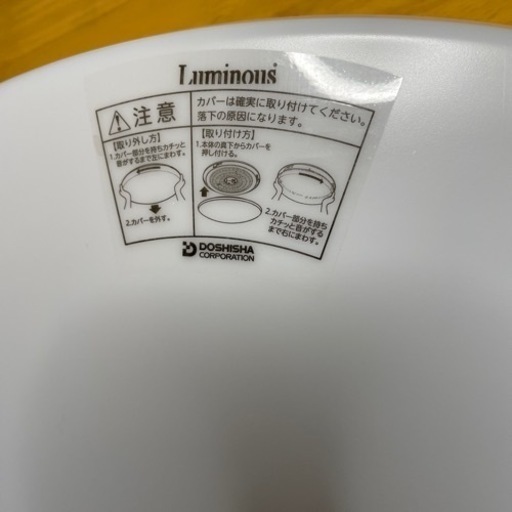 Luminous
注意
カバーは確実に取り付けてください。
落下の原因になります。
【取り外し方】
1.カバー部分を持ちカチッと
音がするまで左にまわす。
2.カバーを外す。
【取り付け方】
1.本体の真下からカバーを
押し付ける。
2.カバー部分を持ち
カチッと音がする
まで右にまわす。
DOSHISHA
CORPORATION